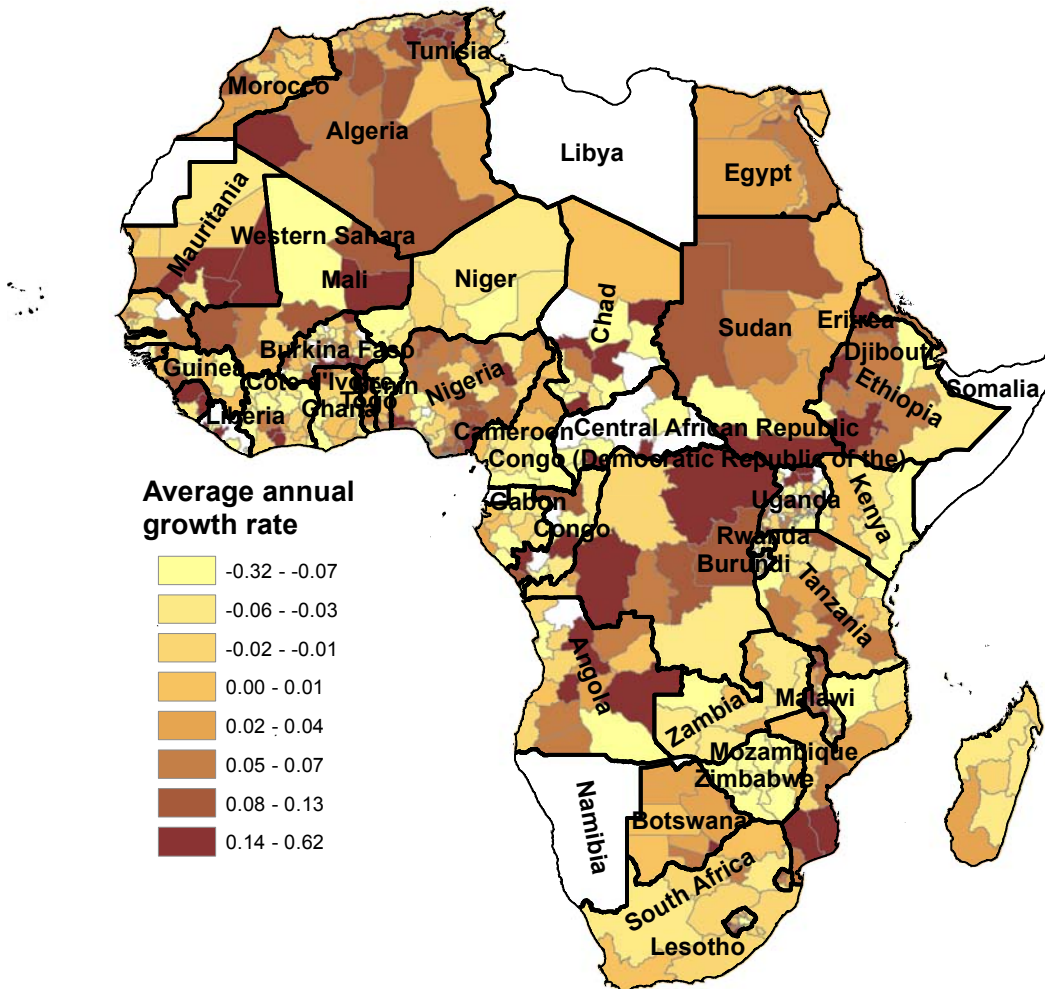 Tunisia
Morocco
Algeria
Libya
Egypt
Mauritania
Western Sahara
Mali
Niger
Chad
Sudan
Eritrea
Djibouti
Burkina Faso
Guinea
Cote d'Ivoire
Benin
Togo
Ghana
Nigeria
Ethiopia
Somalia
Liberia
Cameroon
Central African Republic
Congo (Democratic Republic of the)
Uganda
Kenya
Gabon
Congo
Rwanda
Burundi
Tanzania
Angola
Malawi
Zambia
Mozambique
Zimbabwe
Namibia
Botswana
South Africa
Lesotho
Average annual
growth rate
-0.32 - -0.07
-0.06 - -0.03
-0.02 - -0.01
0.00 - 0.01
0.02 - 0.04
0.05 - 0.07
0.08 - 0.13
0.14 - 0.62